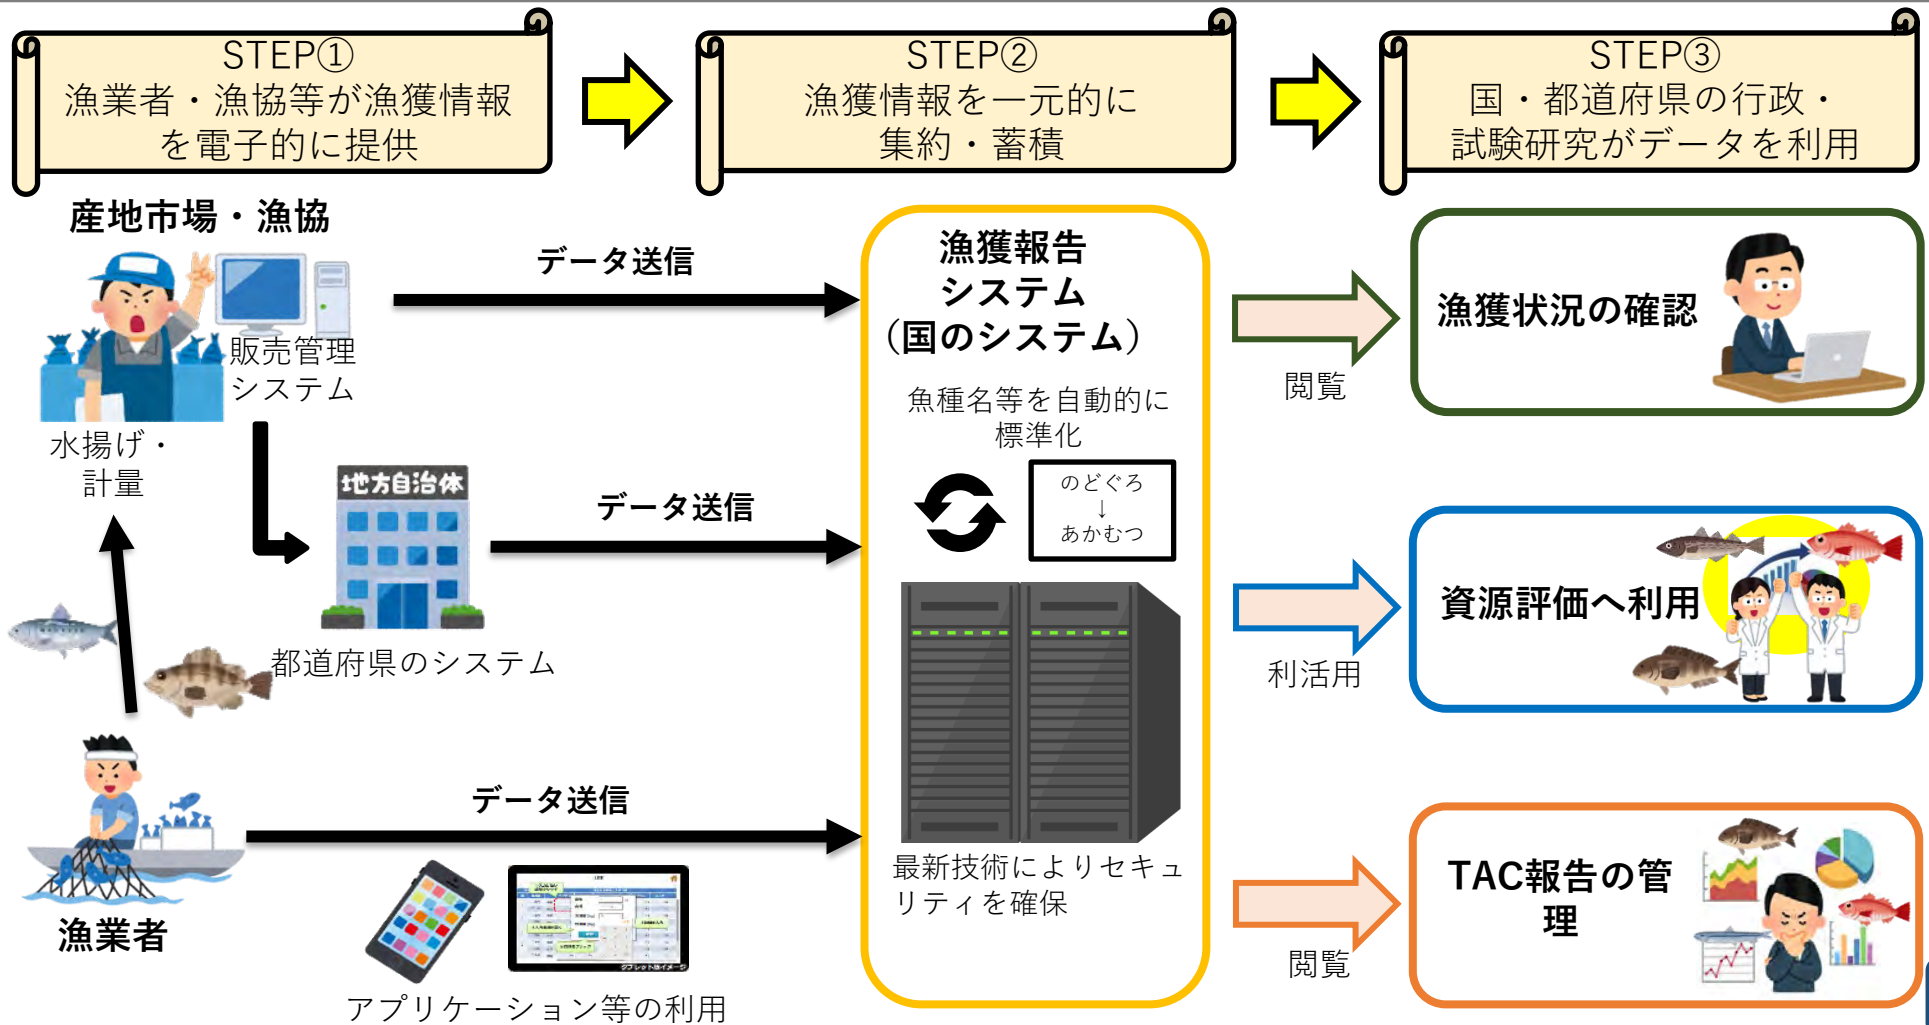 STEP①
漁業者・漁協等が漁獲情報
を電子的に提供
STEP②
漁獲情報を一元的に
集約・蓄積
STEP③
国・都道府県の行政・
試験研究がデータを利用
産地市場・漁協
販売管理
システム
水揚げ・
計量
データ送信
地方自治体
都道府県のシステム
データ送信
漁業者
データ送信
タブレット版イメージ
アプリケーション等の利用
漁獲報告
システム
（国のシステム）
魚種名等を自動的に
標準化
のどぐろ
↓
あかむつ
最新技術によりセキュ
リティを確保
閲覧
漁獲状況の確認
利活用
資源評価へ利用
閲覧
TAC報告の管
理